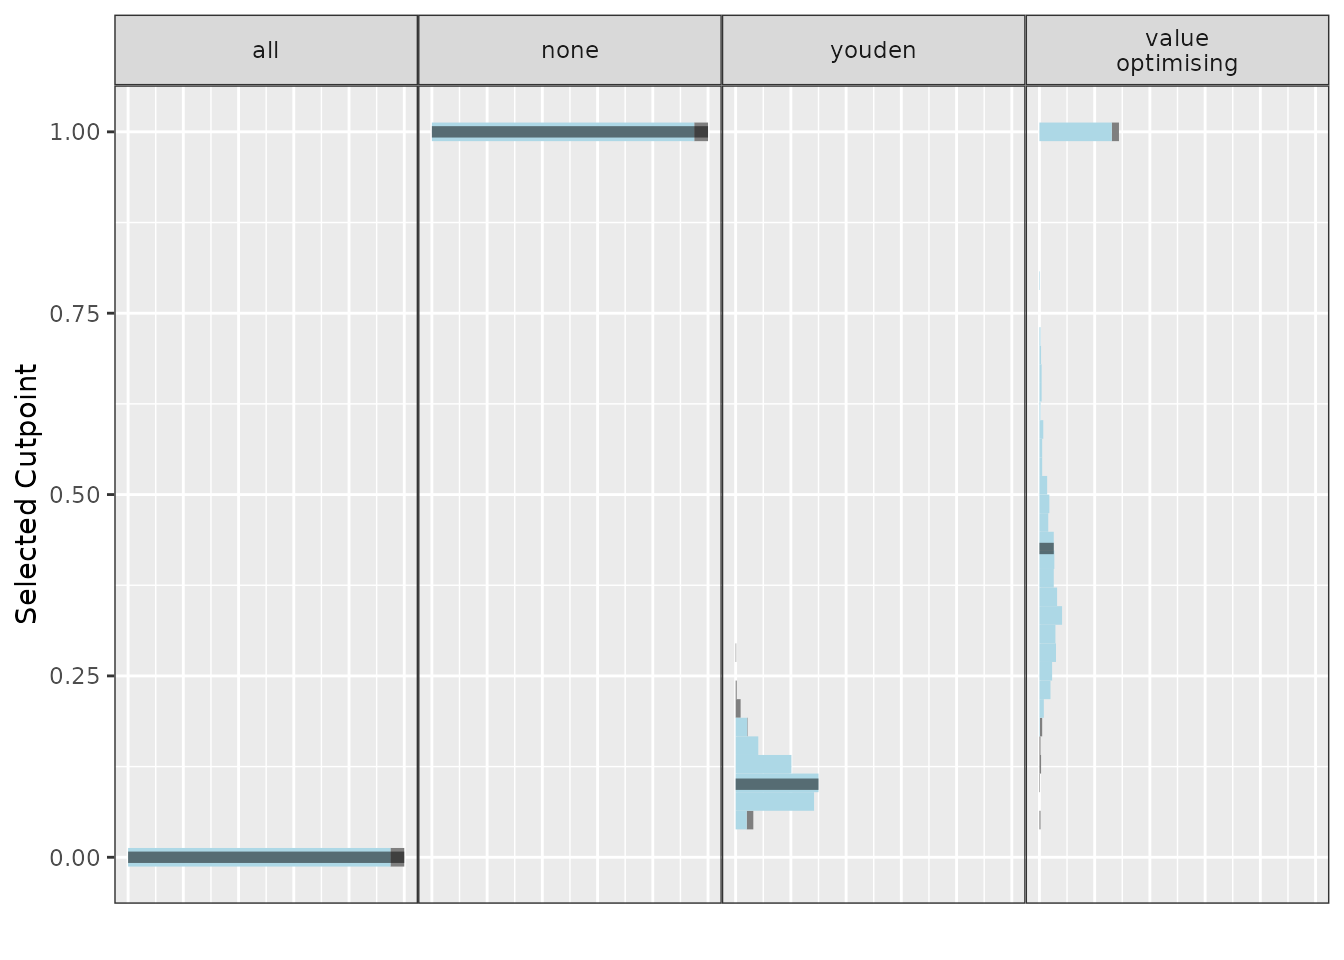 all
none
youden
value
optimising
Selected Cutpoint
1.00
0.75
0.50
0.25
0.00